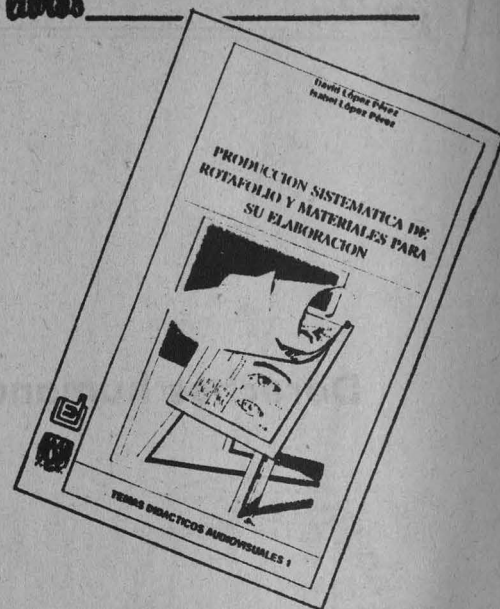 David López Pérez
Isabel López Pérez
PRODUCCION SISTEMATICA DE
ROTAFOLIO Y MATERIALES PARA
SU ELABORACION
TEMAS DIDACTICOS AUDIOVISUALES 1